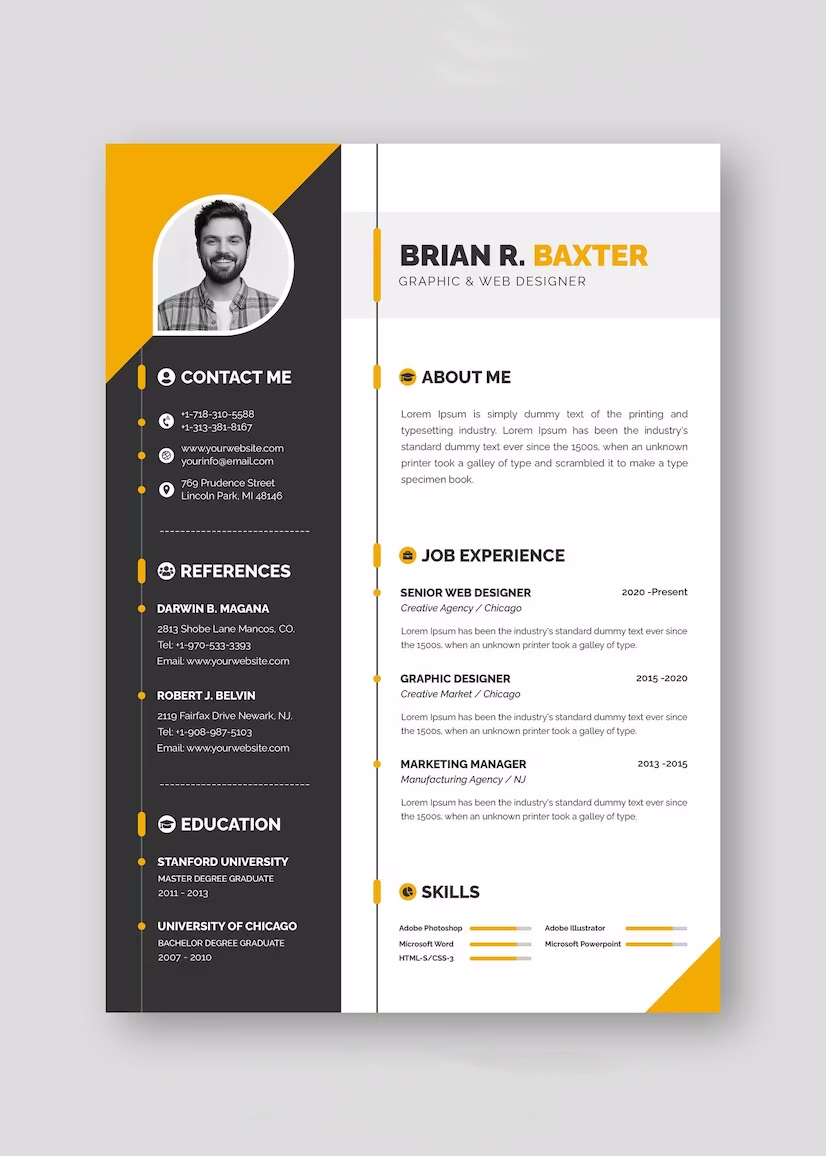 BRIAN R. BAXTER
GRAPHIC & WEB DESIGNER
CONTACT ME
+1-718-310-5588
+1-313-381-8167
www.yourwebsite.com
yourinfo@email.com
769 Prudence Street
Lincoln Park, MI 48146
REFERENCES
DARWIN B. MAGANA
2813 Shobe Lane Mancos, CO.
Tel: +1-970-533-3393
Email: www.yourwebsite.com
ROBERT J. BELVIN
2119 Fairfax Drive Newark, NJ.
Tel: +1-908-987-5103
Email: www.yourwebsite.com
EDUCATION
STANFORD UNIVERSITY
MASTER DEGREE GRADUATE
2011 - 2013
UNIVERSITY OF CHICAGO
BACHELOR DEGREE GRADUATE
2007 - 2010
ABOUT ME
Lorem Ipsum is simply dummy text of the printing and
typesetting industry. Lorem Ipsum has been the industry's
standard dummy text ever since the 1500s, when an unknown
printer took a galley of type and scrambled it to make a type
specimen book.
JOB EXPERIENCE
SENIOR WEB DESIGNER 2020 -Present
Creative Agency / Chicago
Lorem Ipsum has been the industry's standard dummy text ever since
the 1500s, when an unknown printer took a galley of type.
GRAPHIC DESIGNER 2015 -2020
Creative Market / Chicago
Lorem Ipsum has been the industry's standard dummy text ever since
the 1500s, when an unknown printer took a galley of type.
MARKETING MANAGER 2013 -2015
Manufacturing Agency / NJ
Lorem Ipsum has been the industry's standard dummy text ever since
the 1500s, when an unknown printer took a galley of type.
SKILLS
Adobe Photoshop Adobe Illustrator
Microsoft Word Microsoft Powerpoint
HTML-S/CSS-3